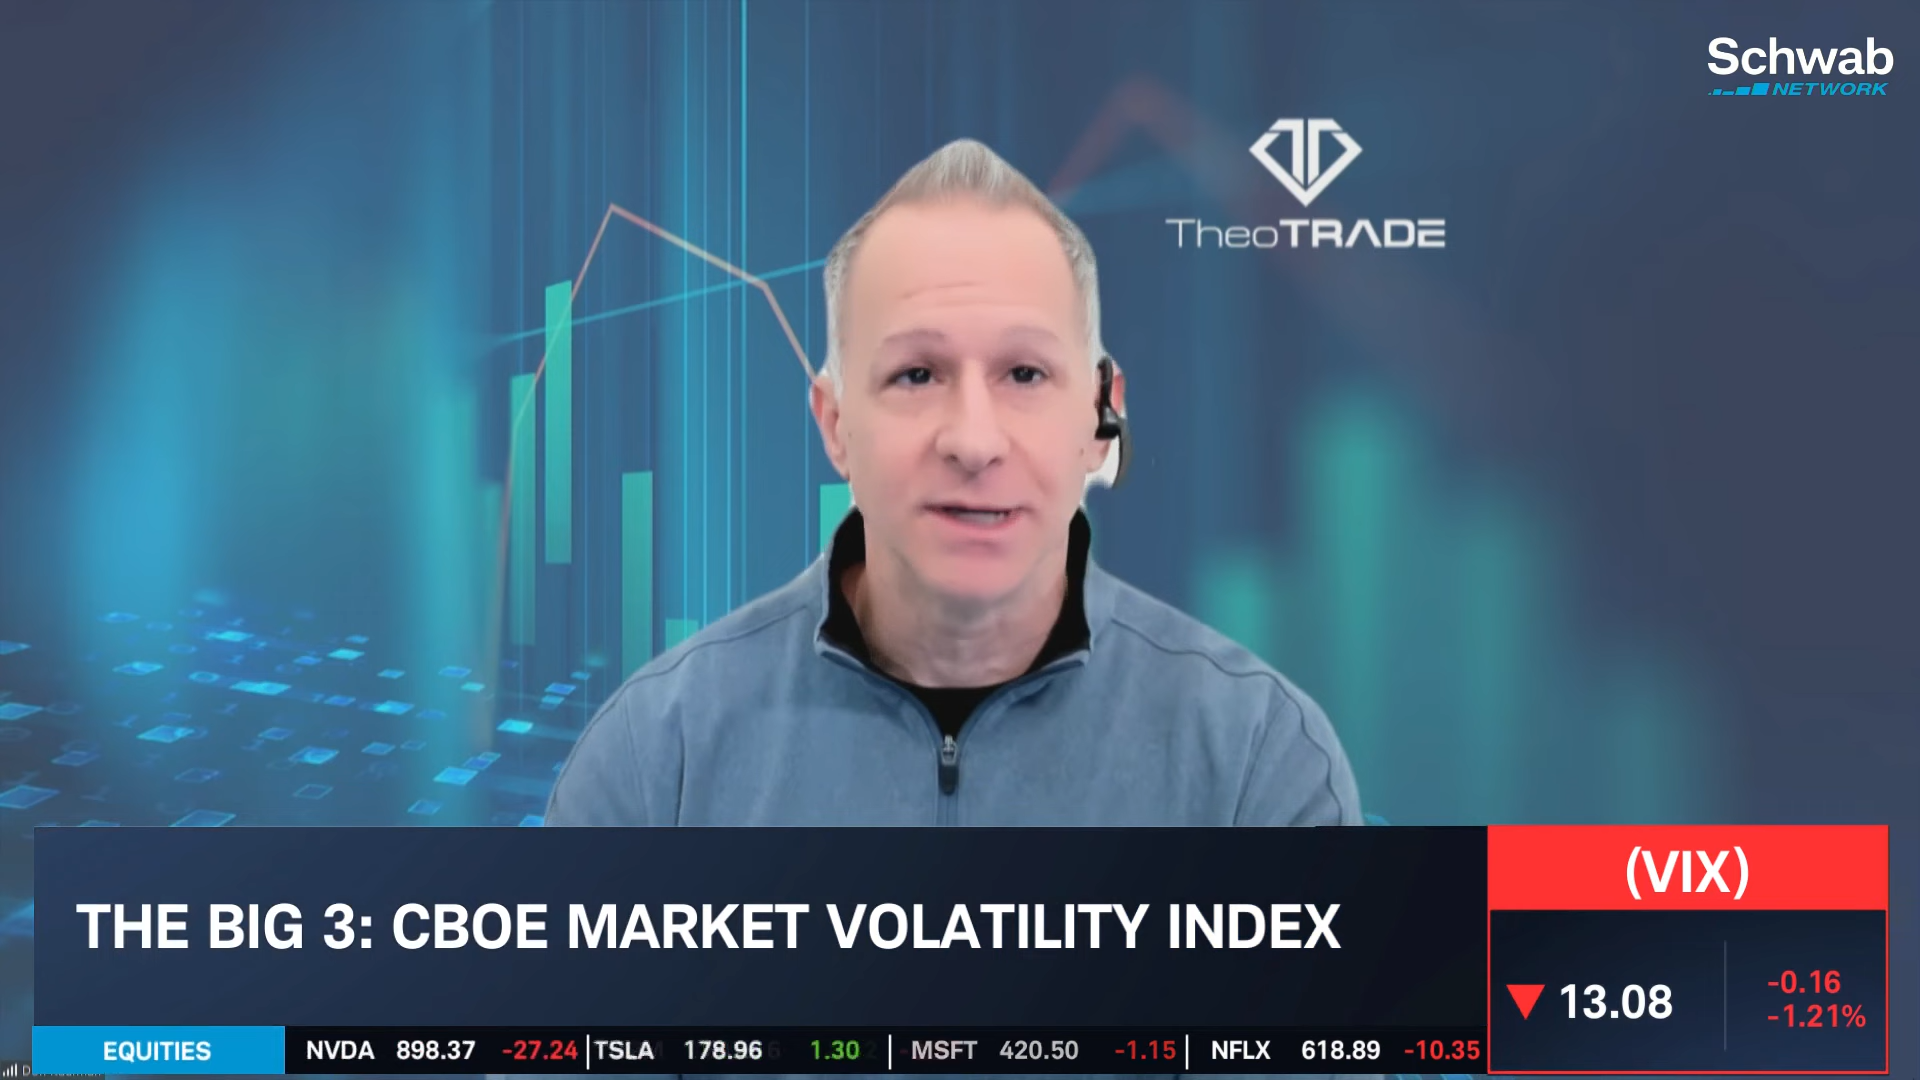 Schwab
NETWORK
TheoTRADE
(VIX)
THE BIG 3: CBOE MARKET VOLATILITY INDEX
13.08
-0.16
-1.21%
EQUITIES
NVDA 898.37 -27.24 TSLA 178.96 1.30 MSFT 420.50 -1.15 NFLX 618.89 -10.35